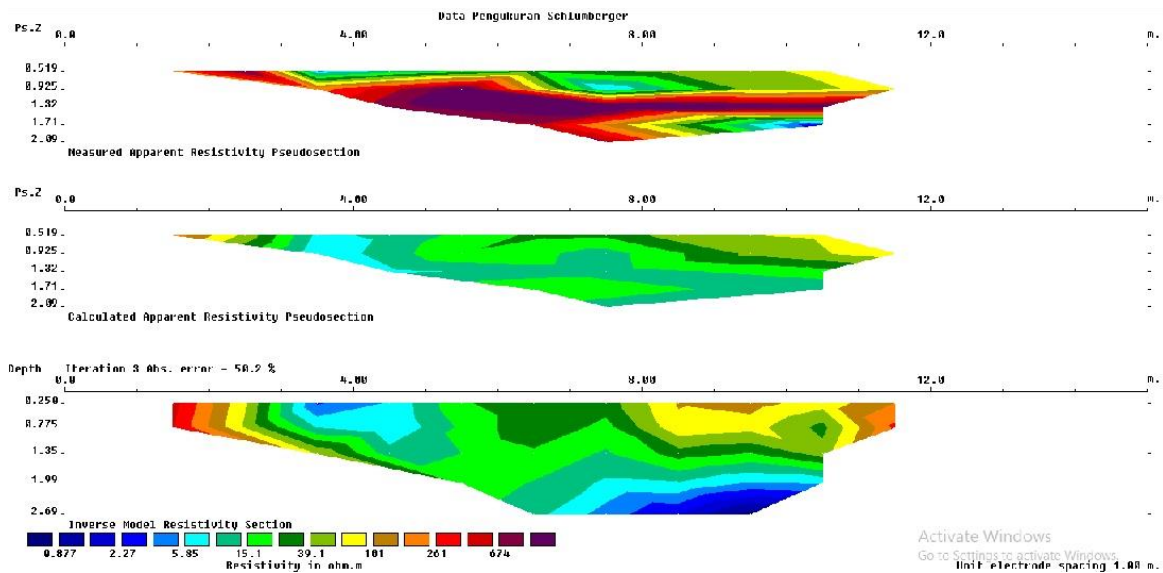 Data Pengukuran Schlumberger
Ps.Z 0.0 4.00 8.00 12.0 m.
0.519
0.925
1.32
1.71
2.09
Measured Apparent Resistivity Pseudosection
Ps.Z 0.0 4.00 8.00 12.0 m.
0.519
0.925
1.32
1.71
2.09
Calculated Apparent Resistivity Pseudosection
Depth Iteration 3 Abs. error = 50.2 %
0.0 4.00 8.00 12.0 m.
0.250
0.775
1.35
1.99
2.69
Inverse Model Resistivity Section
0.877 2.27 5.85 15.1 39.1 101 261 674
Resistivity in ohm.m
Unit electrode spacing 1.00 m.
Activate Windows
Go to Settings to activate Windows.